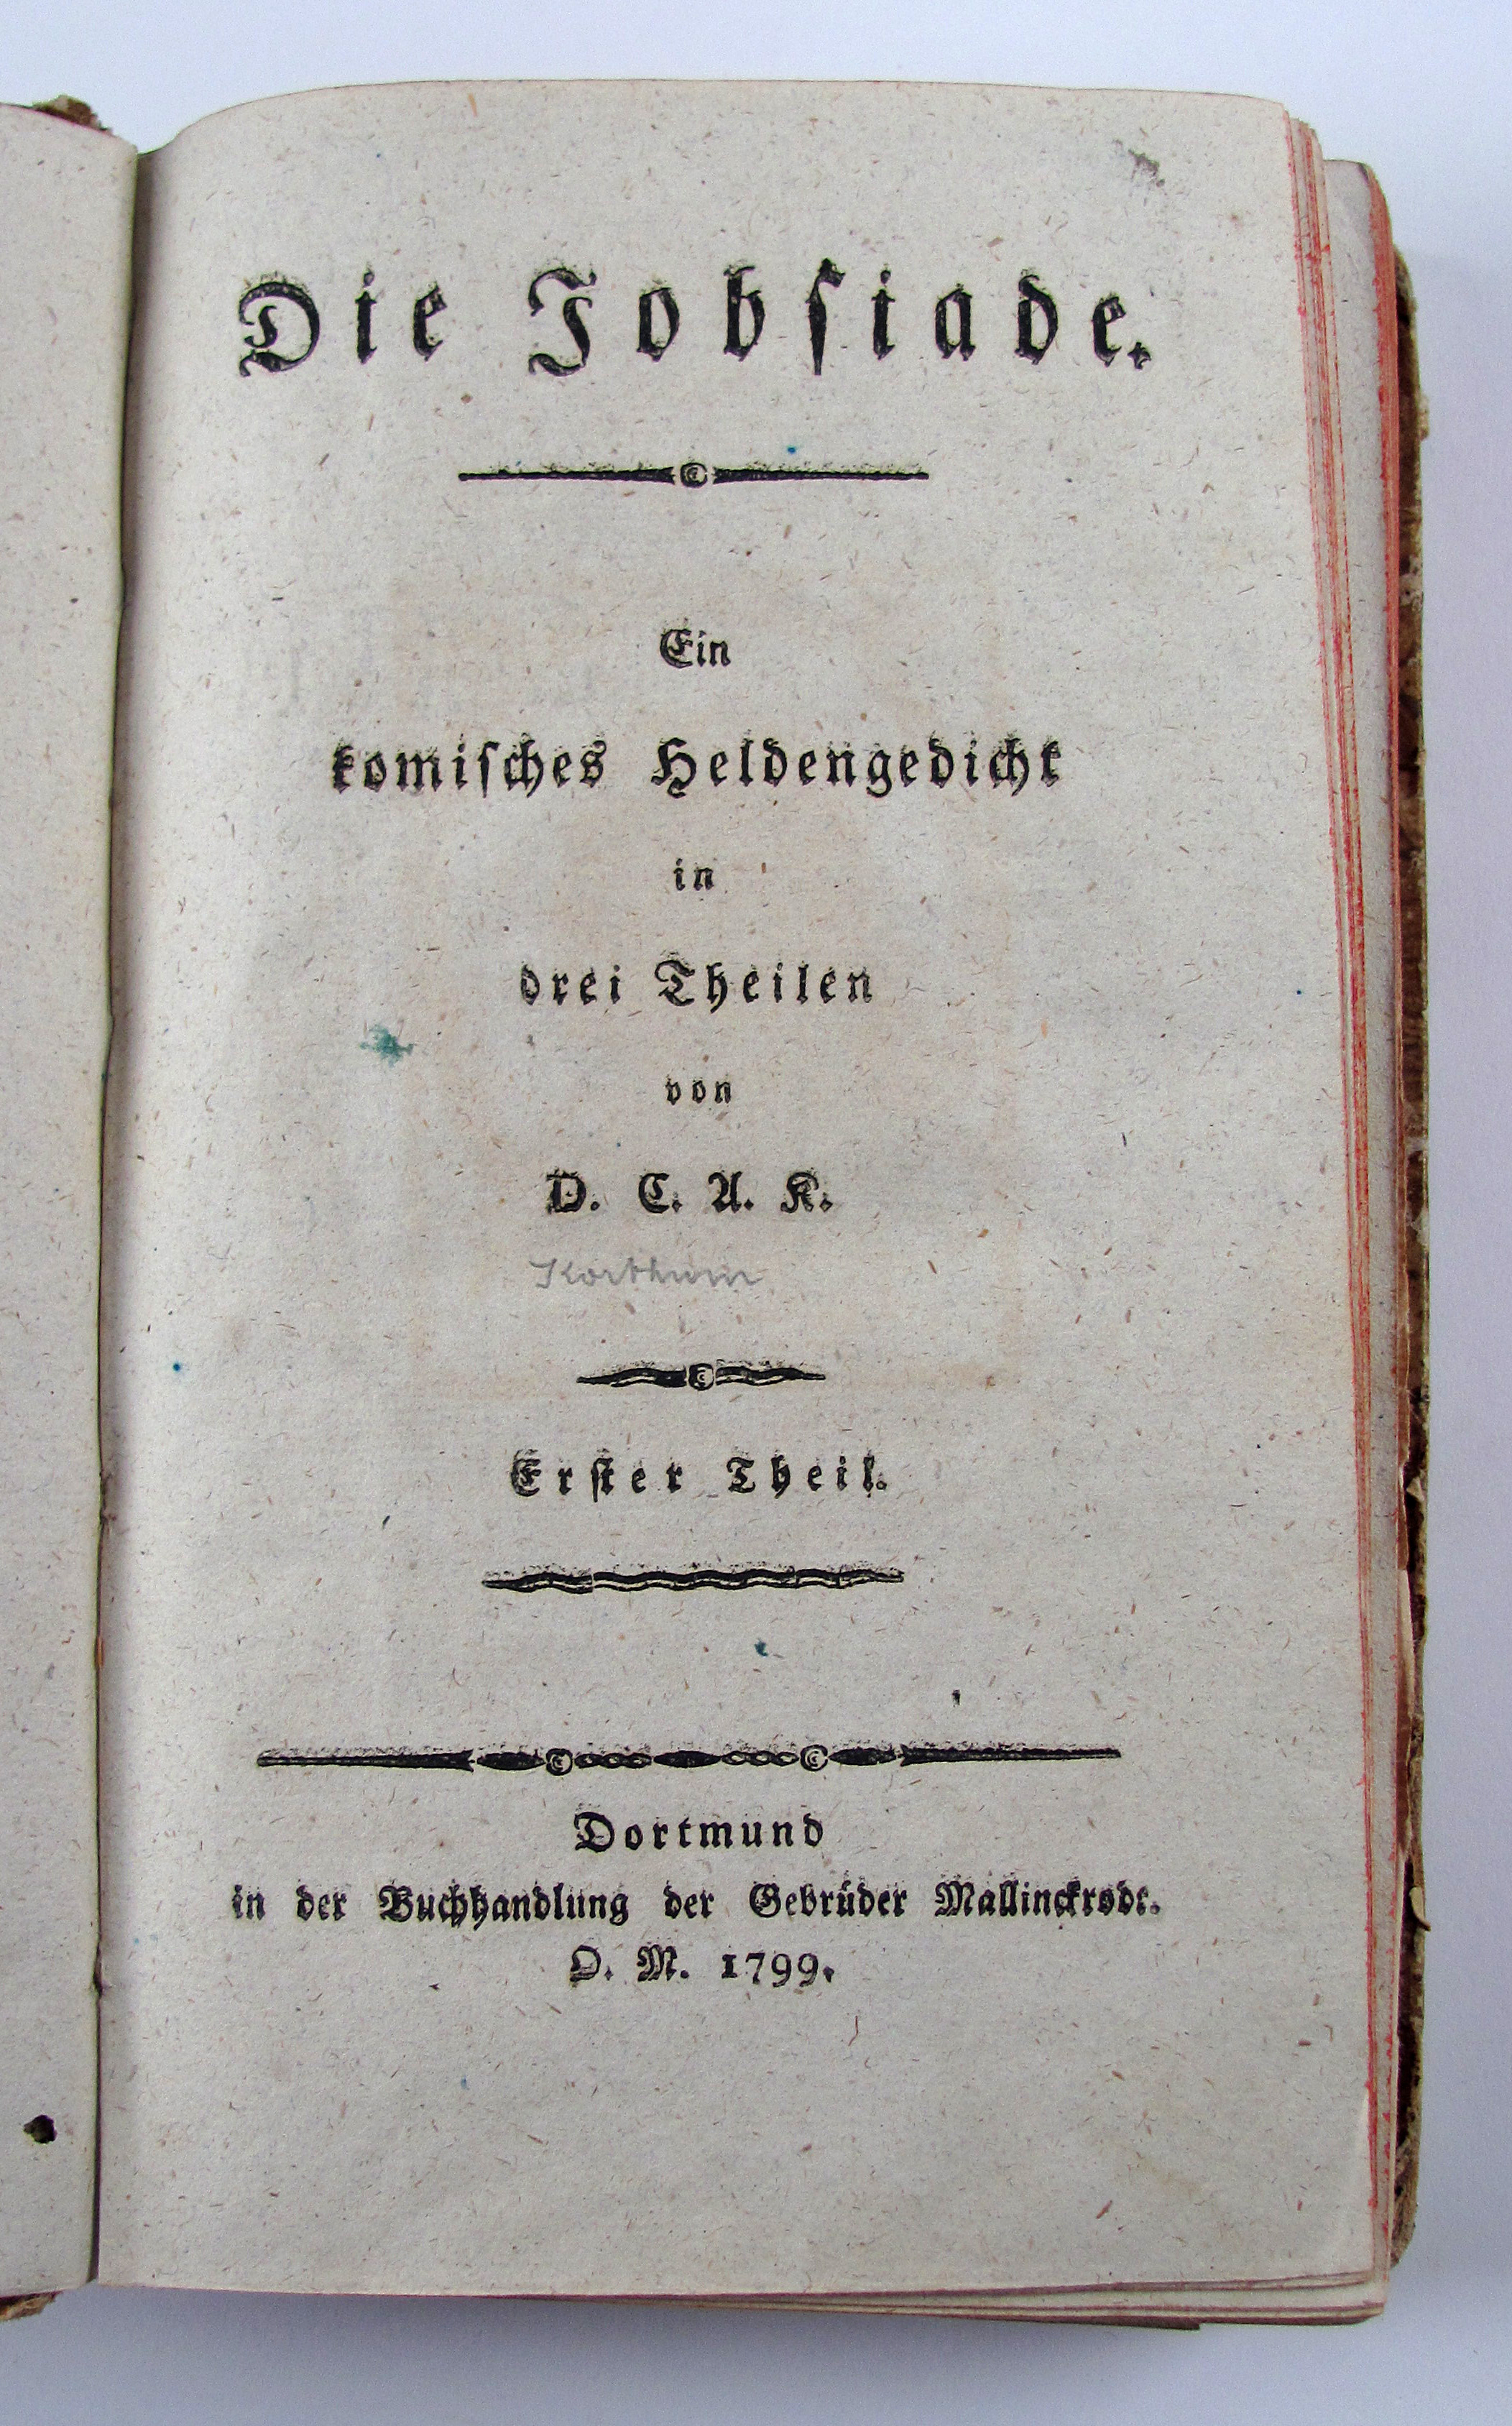 Die Jobſiade.
Ein
komiſches Heldengedicht
in
drei Theilen
von
D. C. A. K.
Korthum
Erſter Theil.
Dortmund
in der Buchhandlung der Gebrüder Mallinckrodt.
O. M. 1799.